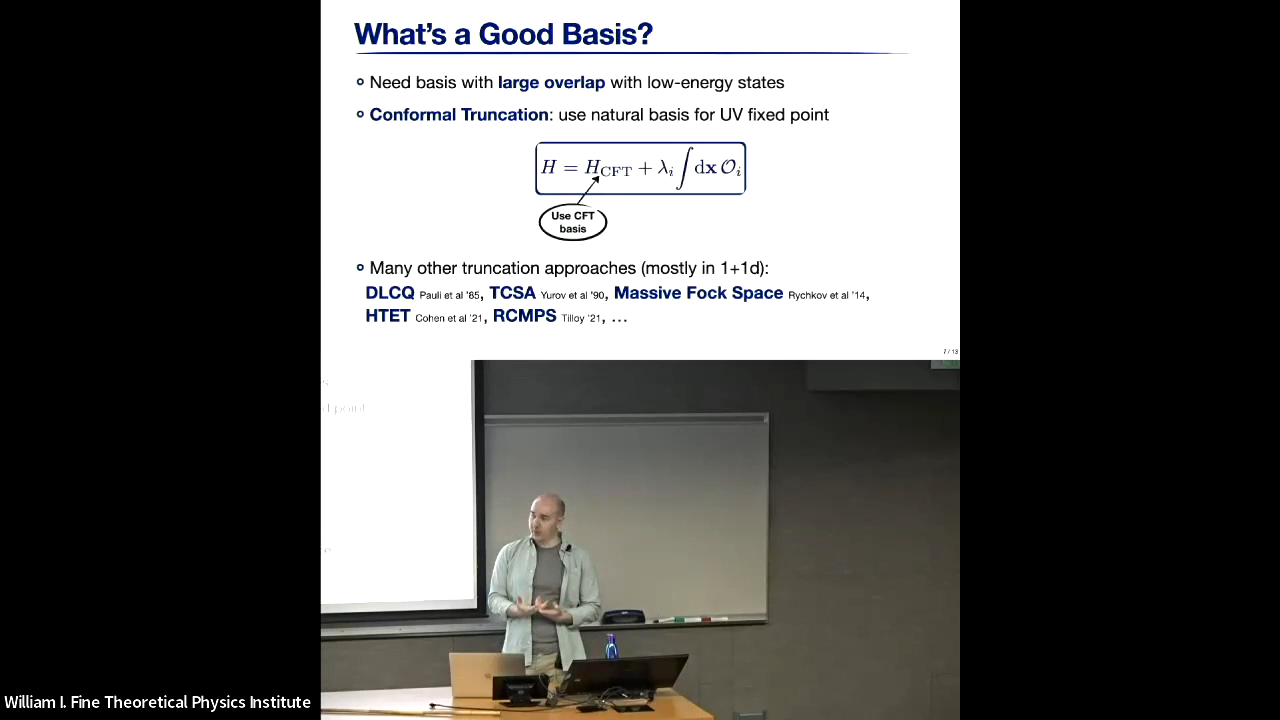 What's a Good Basis?
Need basis with large overlap with low-energy states
Conformal Truncation: use natural basis for UV fixed point
H = H_CFT + λ_i ∫ dx 𝒪_i
Use CFT
basis
Many other truncation approaches (mostly in 1+1d):
DLCQ Pauli et al '85, TCSA Yurov et al '90, Massive Fock Space Rychkov et al '14,
HTET Cohen et al '21, RCMPS Tilloy '21, …
7 / 13
point
William I. Fine Theoretical Physics Institute